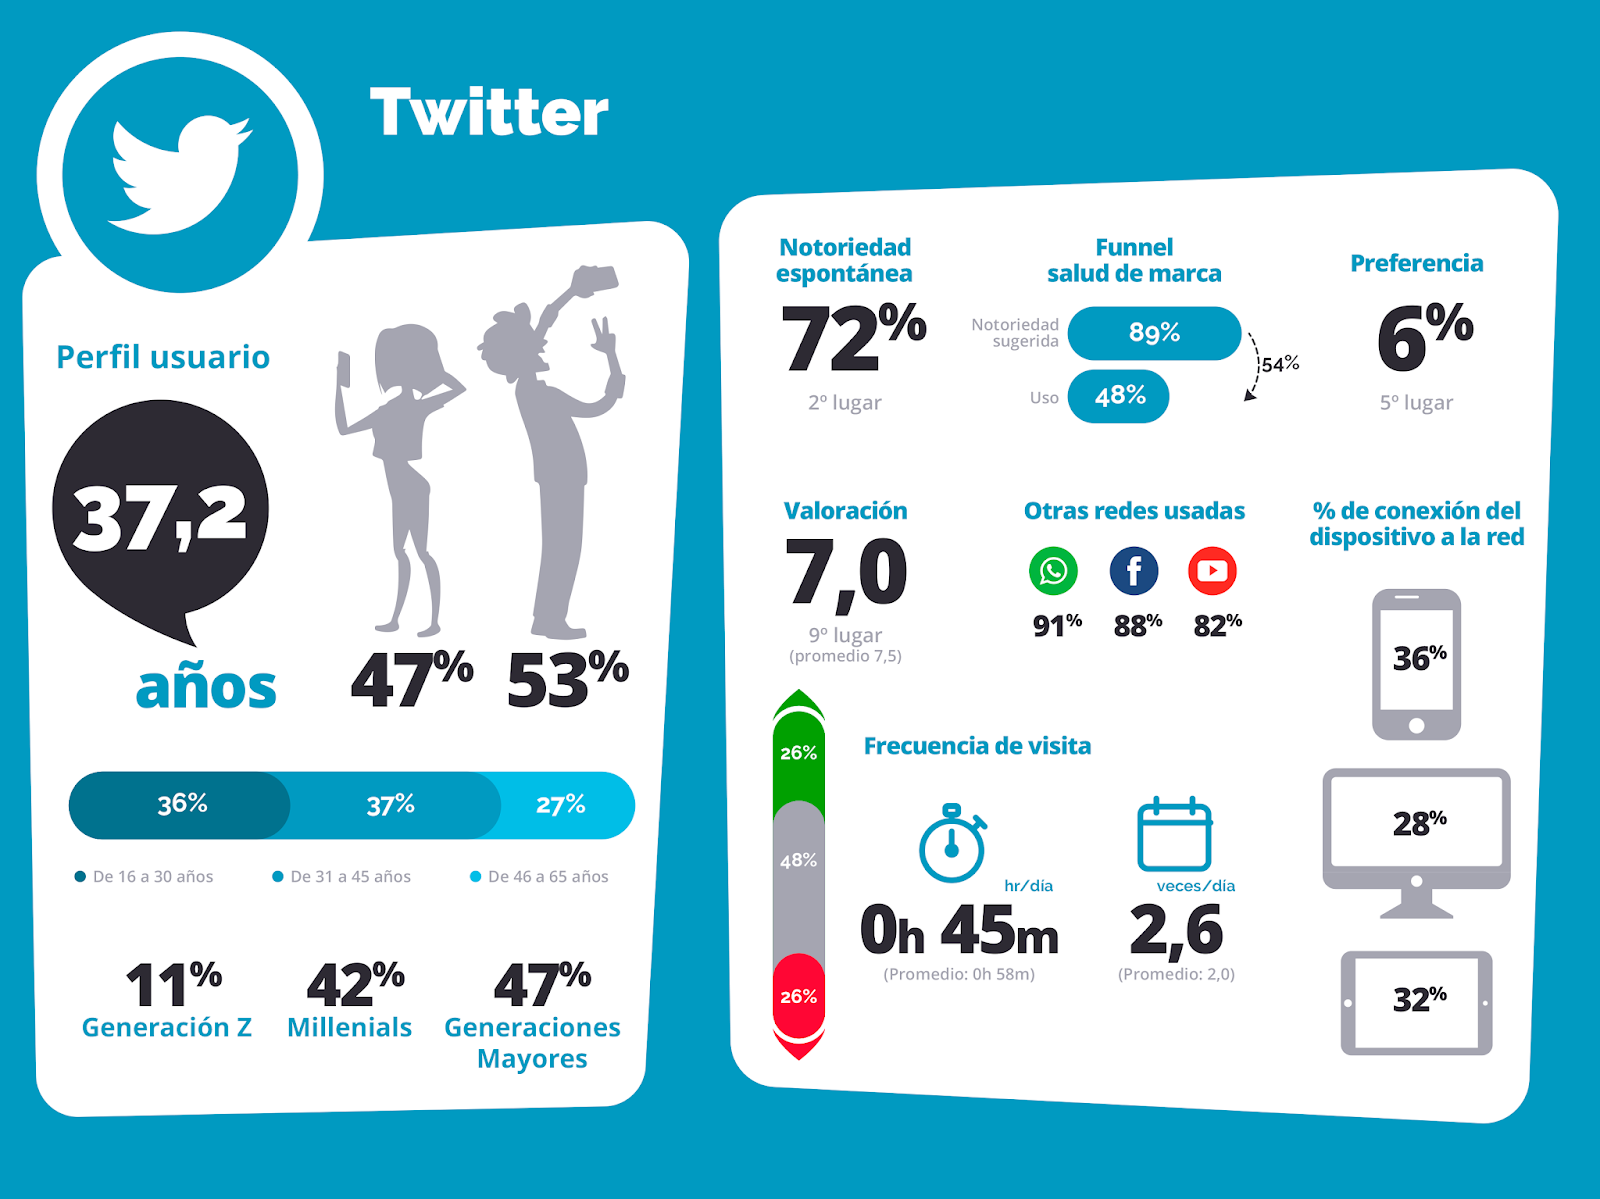 Twitter
Perfil usuario
37,2
años
47%
53%
36%
37%
27%
De 16 a 30 años
De 31 a 45 años
De 46 a 65 años
11%
Generación Z
42%
Millenials
47%
Generaciones
Mayores
Notoriedad
espontánea
72%
2º lugar
Funnel
salud de marca
Notoriedad
sugerida
89%
54%
Uso
48%
Preferencia
6%
5º lugar
Valoración
7,0
9º lugar
(promedio 7,5)
26%
48%
26%
Otras redes usadas
f
91%
88%
82%
Frecuencia de visita
hr/día
0h 45m
(Promedio: 0h 58m)
veces/día
2,6
(Promedio: 2,0)
% de conexión del
dispositivo a la red
36%
28%
32%